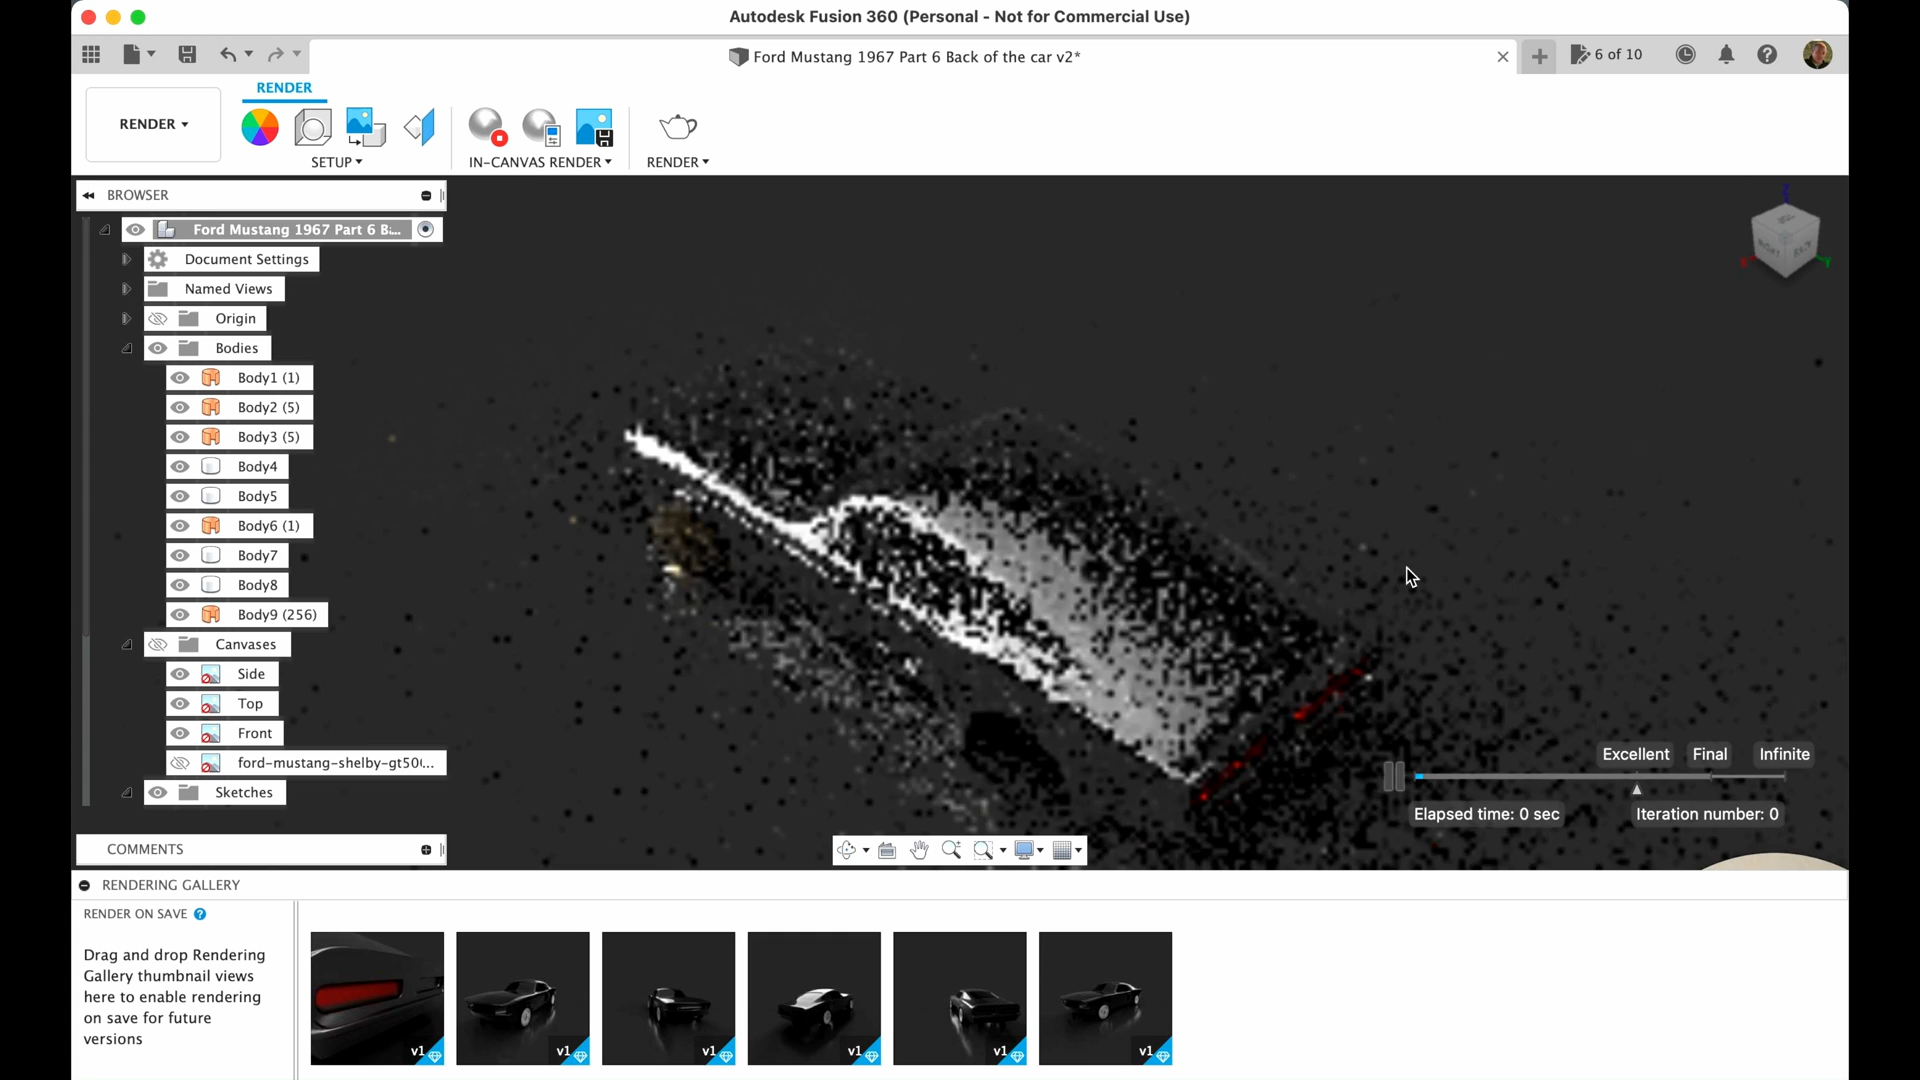 Autodesk Fusion 360 (Personal - Not for Commercial Use)
Ford Mustang 1967 Part 6 Back of the car v2*
6 of 10
RENDER
RENDER
SETUP
IN-CANVAS RENDER
RENDER
BROWSER
Ford Mustang 1967 Part 6 B...
Document Settings
Named Views
Origin
Bodies
Body1 (1)
Body2 (5)
Body3 (5)
Body4
Body5
Body6 (1)
Body7
Body8
Body9 (256)
Canvases
Side
Top
Front
ford-mustang-shelby-gt50(...
Sketches
Z
RIGHT
BACK
Excellent
Final
Infinite
Elapsed time: 0 sec
Iteration number: 0
COMMENTS
RENDERING GALLERY
RENDER ON SAVE
Drag and drop Rendering
Gallery thumbnail views
here to enable rendering
on save for future
versions
v1
v1
v1
v1
v1
v1